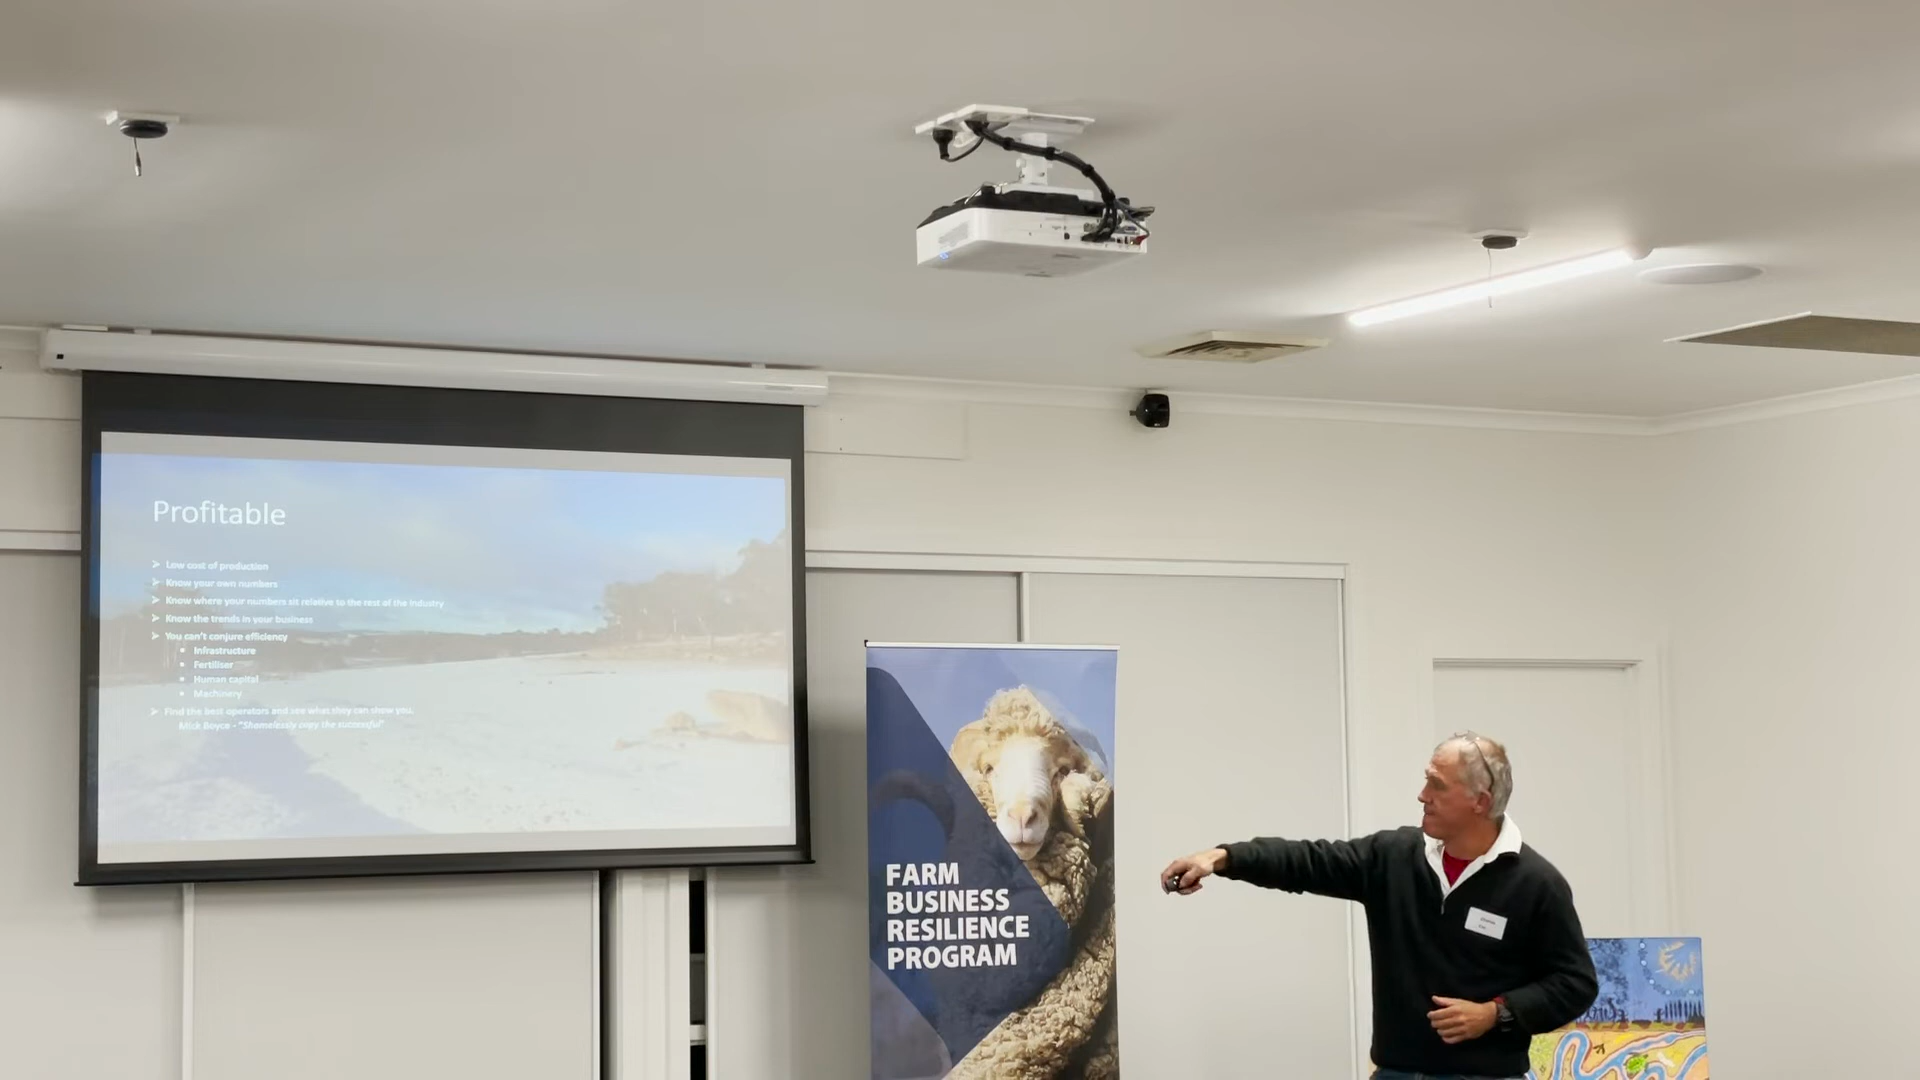 Profitable
Low cost of production
Know your own numbers
Know where your numbers sit relative to the rest of the industry
Know the trends in your business
You can't conjure efficiency
Infrastructure
Fertiliser
Human capital
Machinery
Find the best operators and see what they can show you.
Mick Boyce - "Shamelessly copy the successful"
FARM
BUSINESS
RESILIENCE
PROGRAM